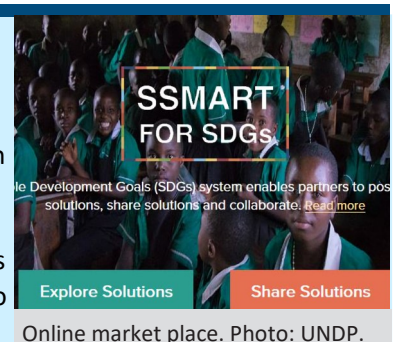 SSMART
FOR SDGs
le Development Goals (SDGs) system enables partners to pos
solutions, share solutions and collaborate. Read more
Explore Solutions
Share Solutions
Online market place. Photo: UNDP.